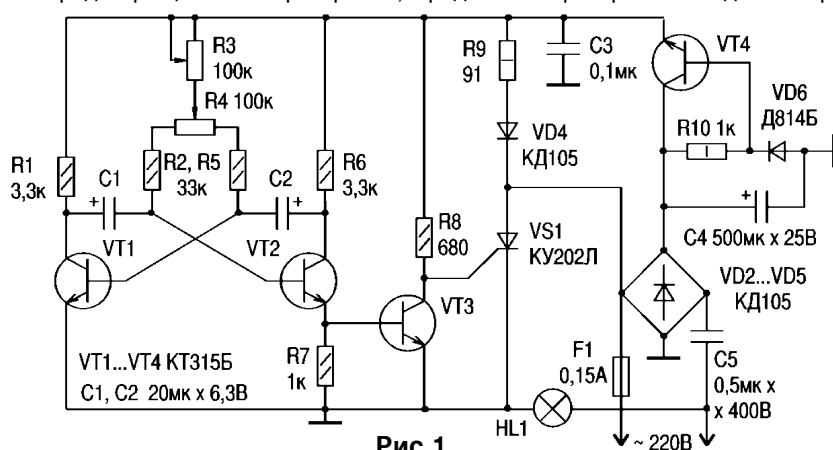 R3
100к
R4 100к
R1
3,3к
C1
R2, R5
33к
C2
R6
3,3к
R9
91
C3
0,1мк
VT4
VD6
Д814Б
R10 1к
VD4
КД105
R8
680
VS1
КУ202Л
C4 500мк х 25В
VD2...VD5
КД105
VT1
VT2
VT3
R7
1к
VT1...VT4 КТ315Б
C1, C2 20мк х 6,3В
F1
0,15А
C5
0,5мк х
х 400В
HL1
~ 220В
Рис.1